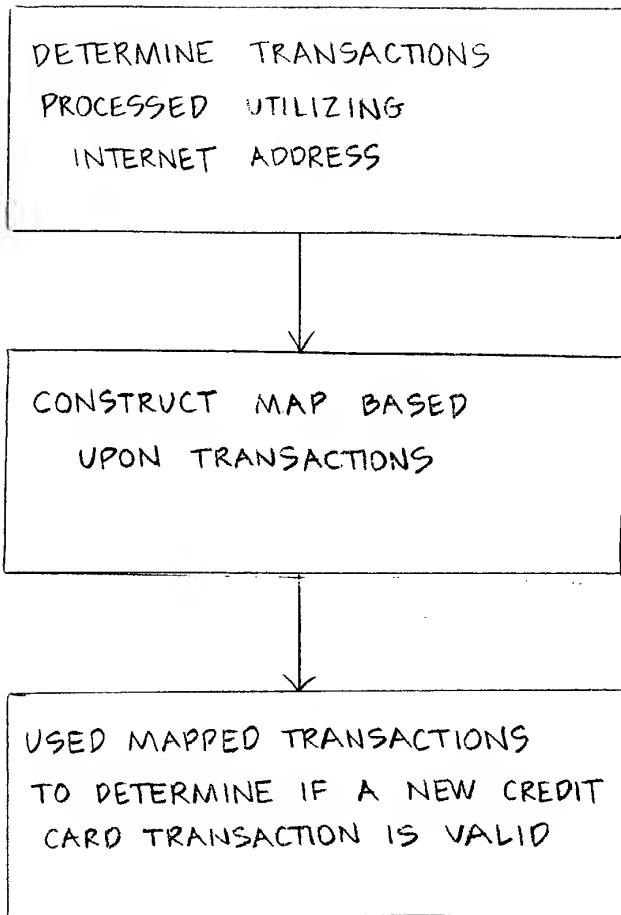 DETERMINE TRANSACTIONS
PROCESSED UTILIZING
INTERNET ADDRESS
CONSTRUCT MAP BASED
UPON TRANSACTIONS
USED MAPPED TRANSACTIONS
TO DETERMINE IF A NEW CREDIT
CARD TRANSACTION IS VALID